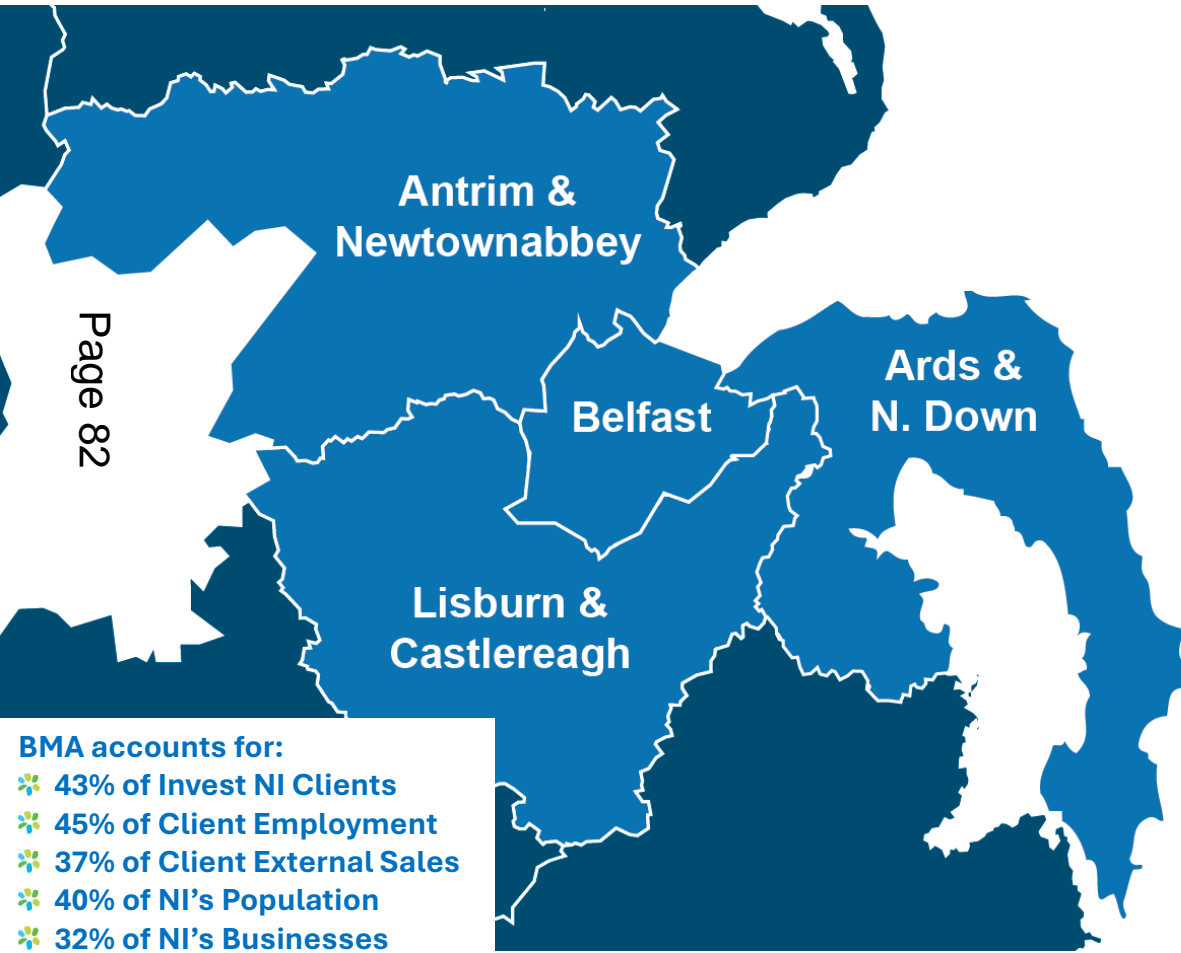 Antrim &
Newtownabbey
Page 82
Ards &
N. Down
Belfast
Lisburn &
Castlereagh
BMA accounts for:
43% of Invest NI Clients
45% of Client Employment
37% of Client External Sales
40% of NI’s Population
32% of NI’s Businesses